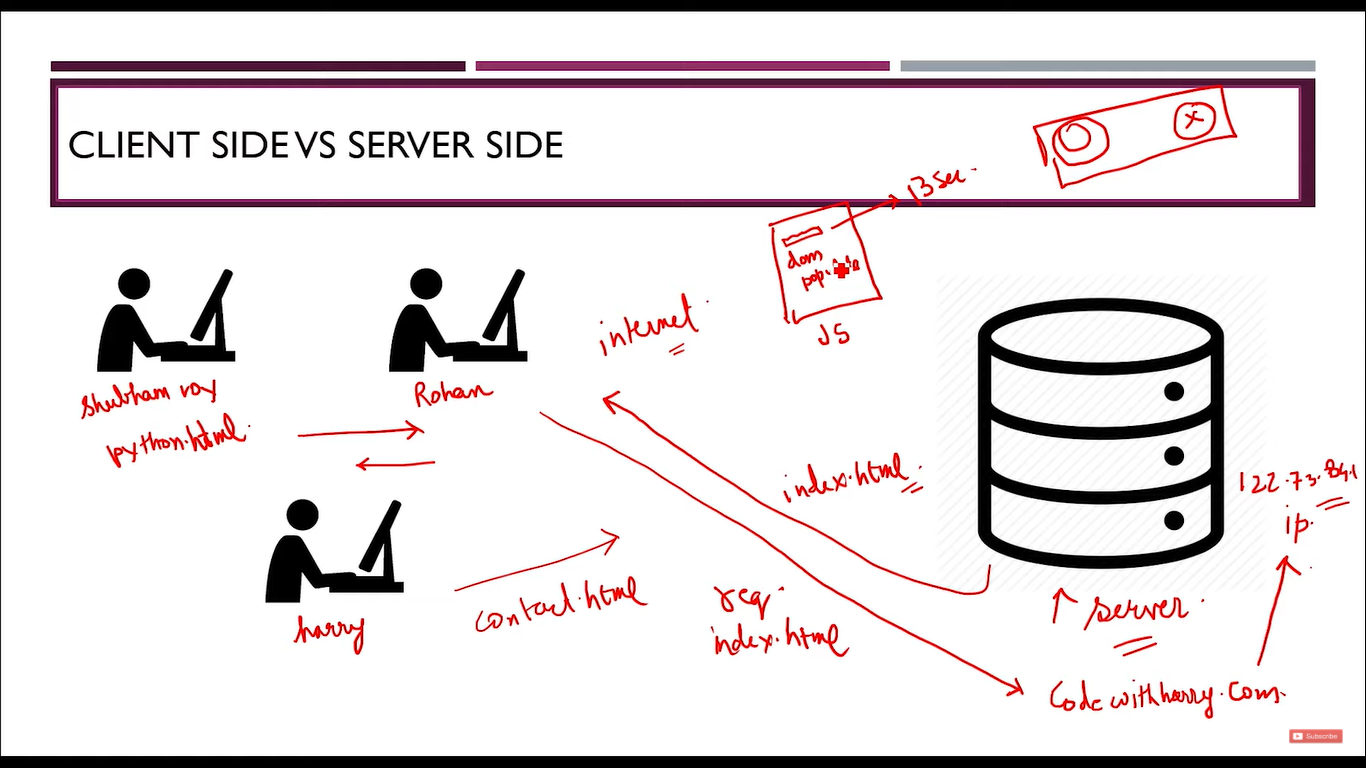 CLIENT SIDE VS SERVER SIDE
X
13 sec.
dom
pop.
JS
internet
Shubham roy
Rohan
python.html
index.html
122.73.84.1
ip.
harry
contact.html
req.
index.html
server
Codewithharry.com
Subscribe